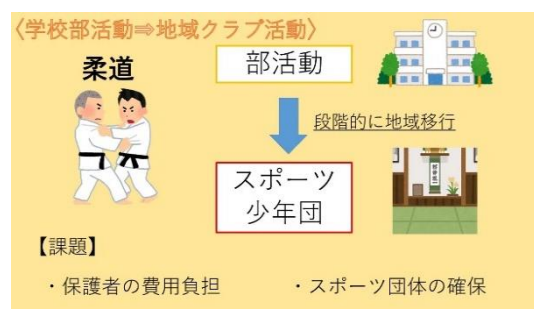 〈学校部活動⇒地域クラブ活動〉
柔道
部活動
段階的に地域移行
スポーツ
少年団
【課題】
・保護者の費用負担
・スポーツ団体の確保